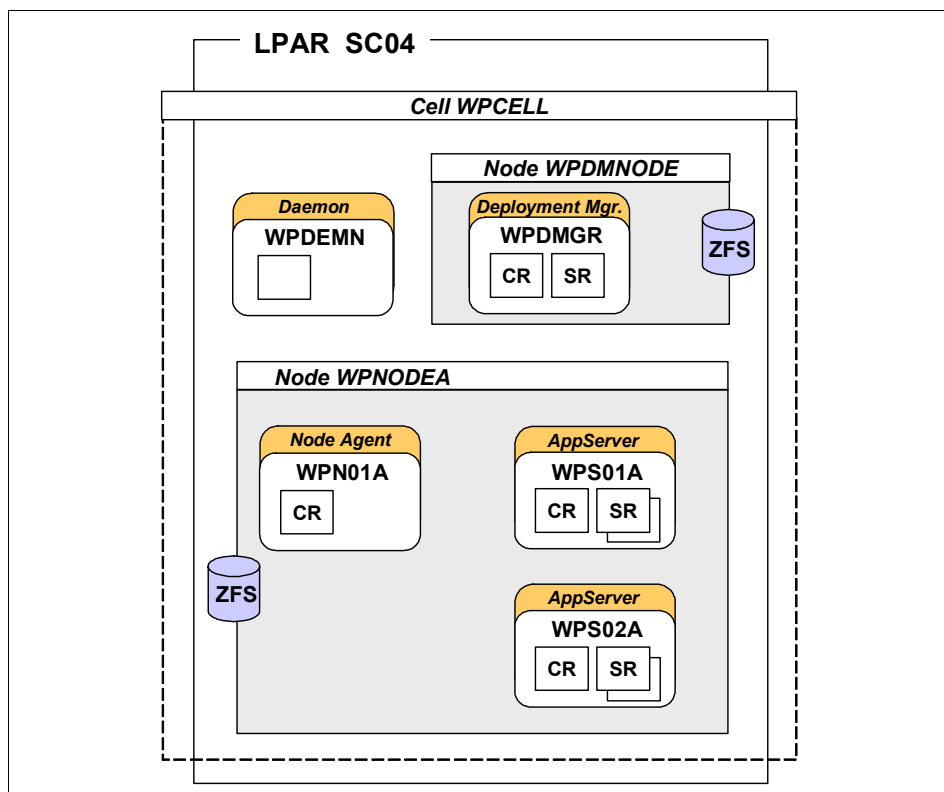 LPAR SC04
Cell WPCELL
Node WPDMNODE
Daemon
WPDEMN
Deployment Mgr.
WPDMGR
CR SR
ZFS
Node WPNODEA
Node Agent
WPN01A
CR
AppServer
WPS01A
CR SR
ZFS
AppServer
WPS02A
CR SR